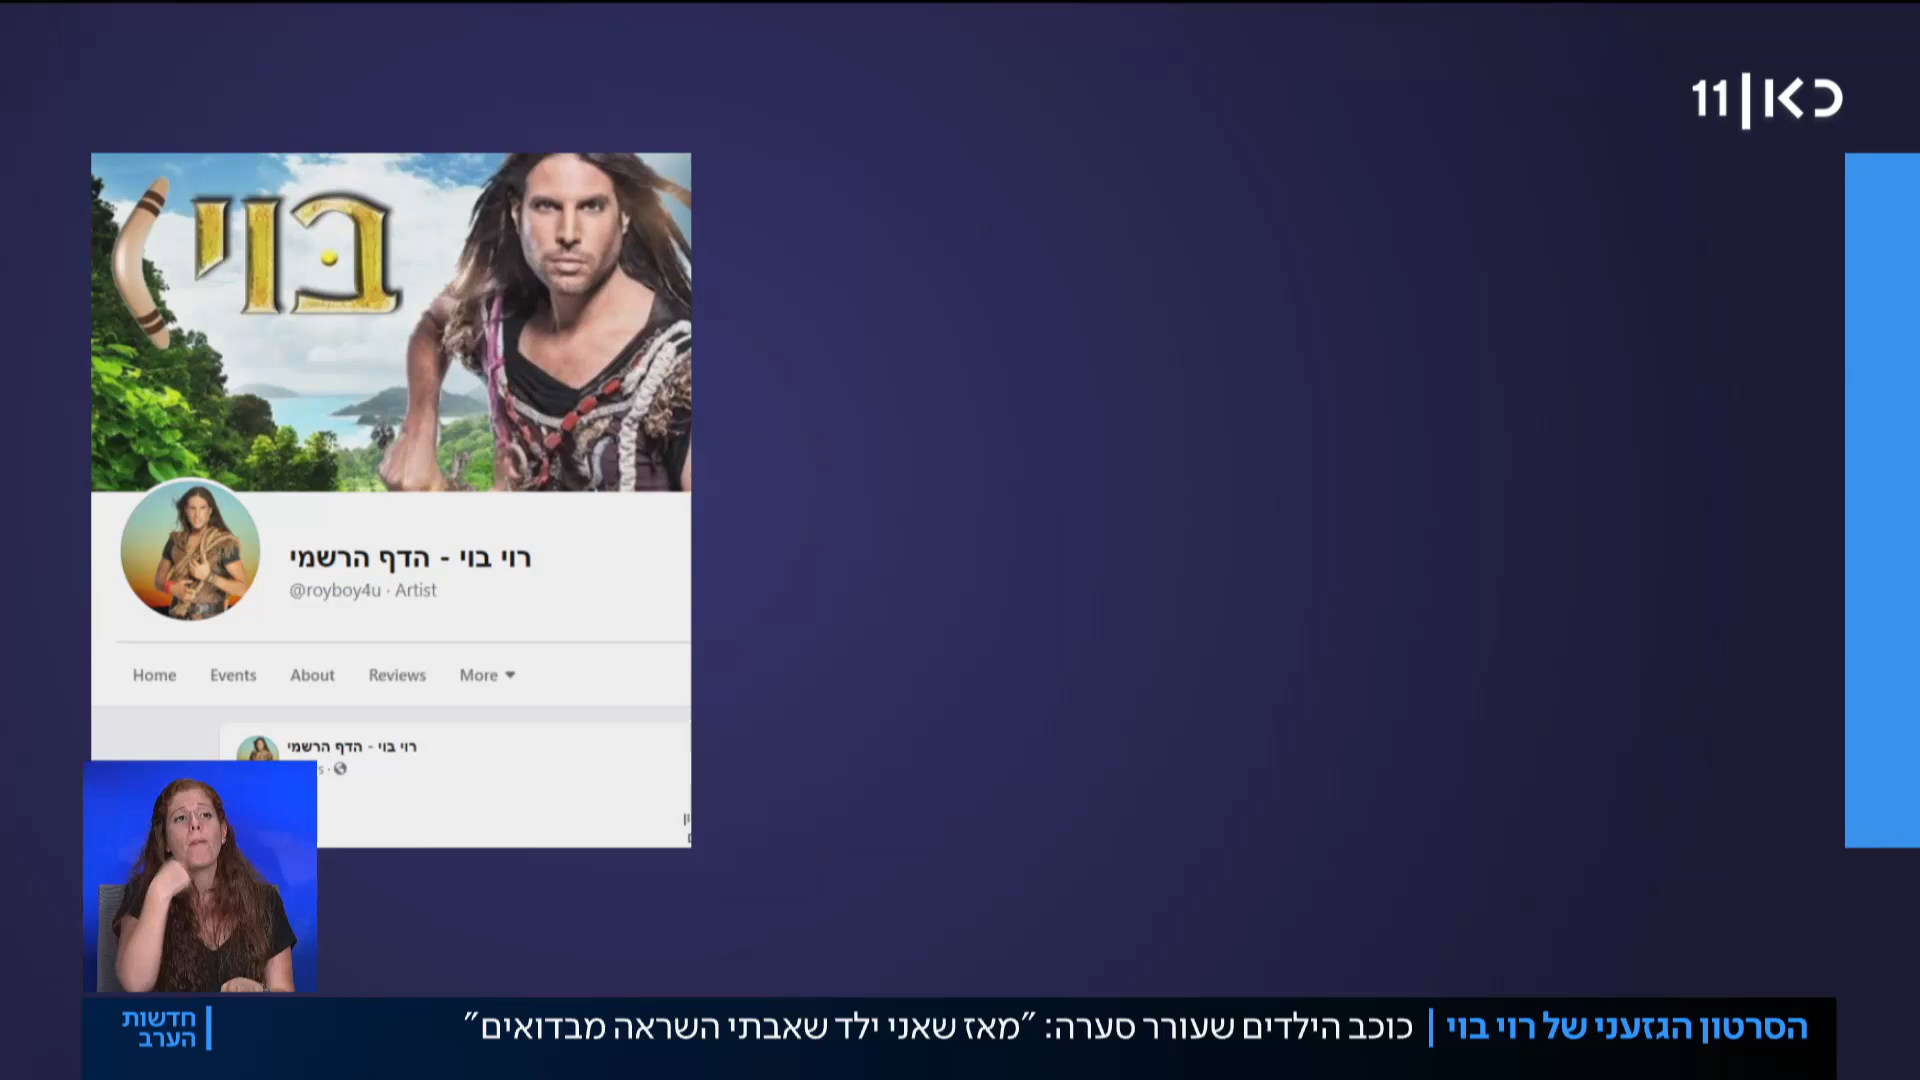 כאן|11
בוי
רוי בוי - הדף הרשמי
@royboy4u · Artist
Home Events About Reviews More
רוי בוי - הדף הרשמי
הסרטון הגזעני של רוי בוי | כוכב הילדים שעורר סערה: "מאז שאני ילד שאבתי השראה מבדואים"
חדשות
הערב